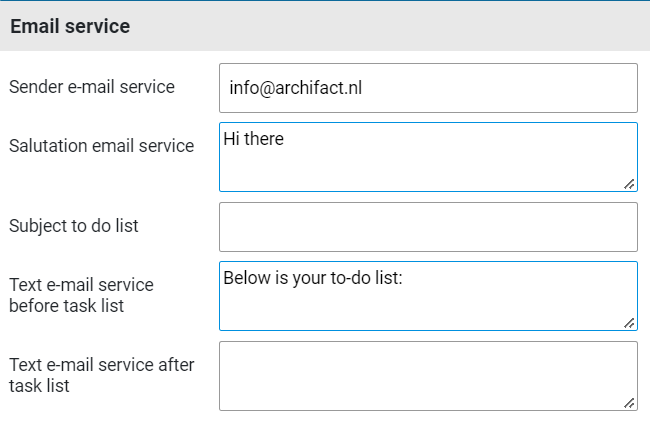 Email service
Sender e-mail service
info@archifact.nl
Salutation email service
Hi there
Subject to do list
Text e-mail service
before task list
Below is your to-do list:
Text e-mail service after
task list